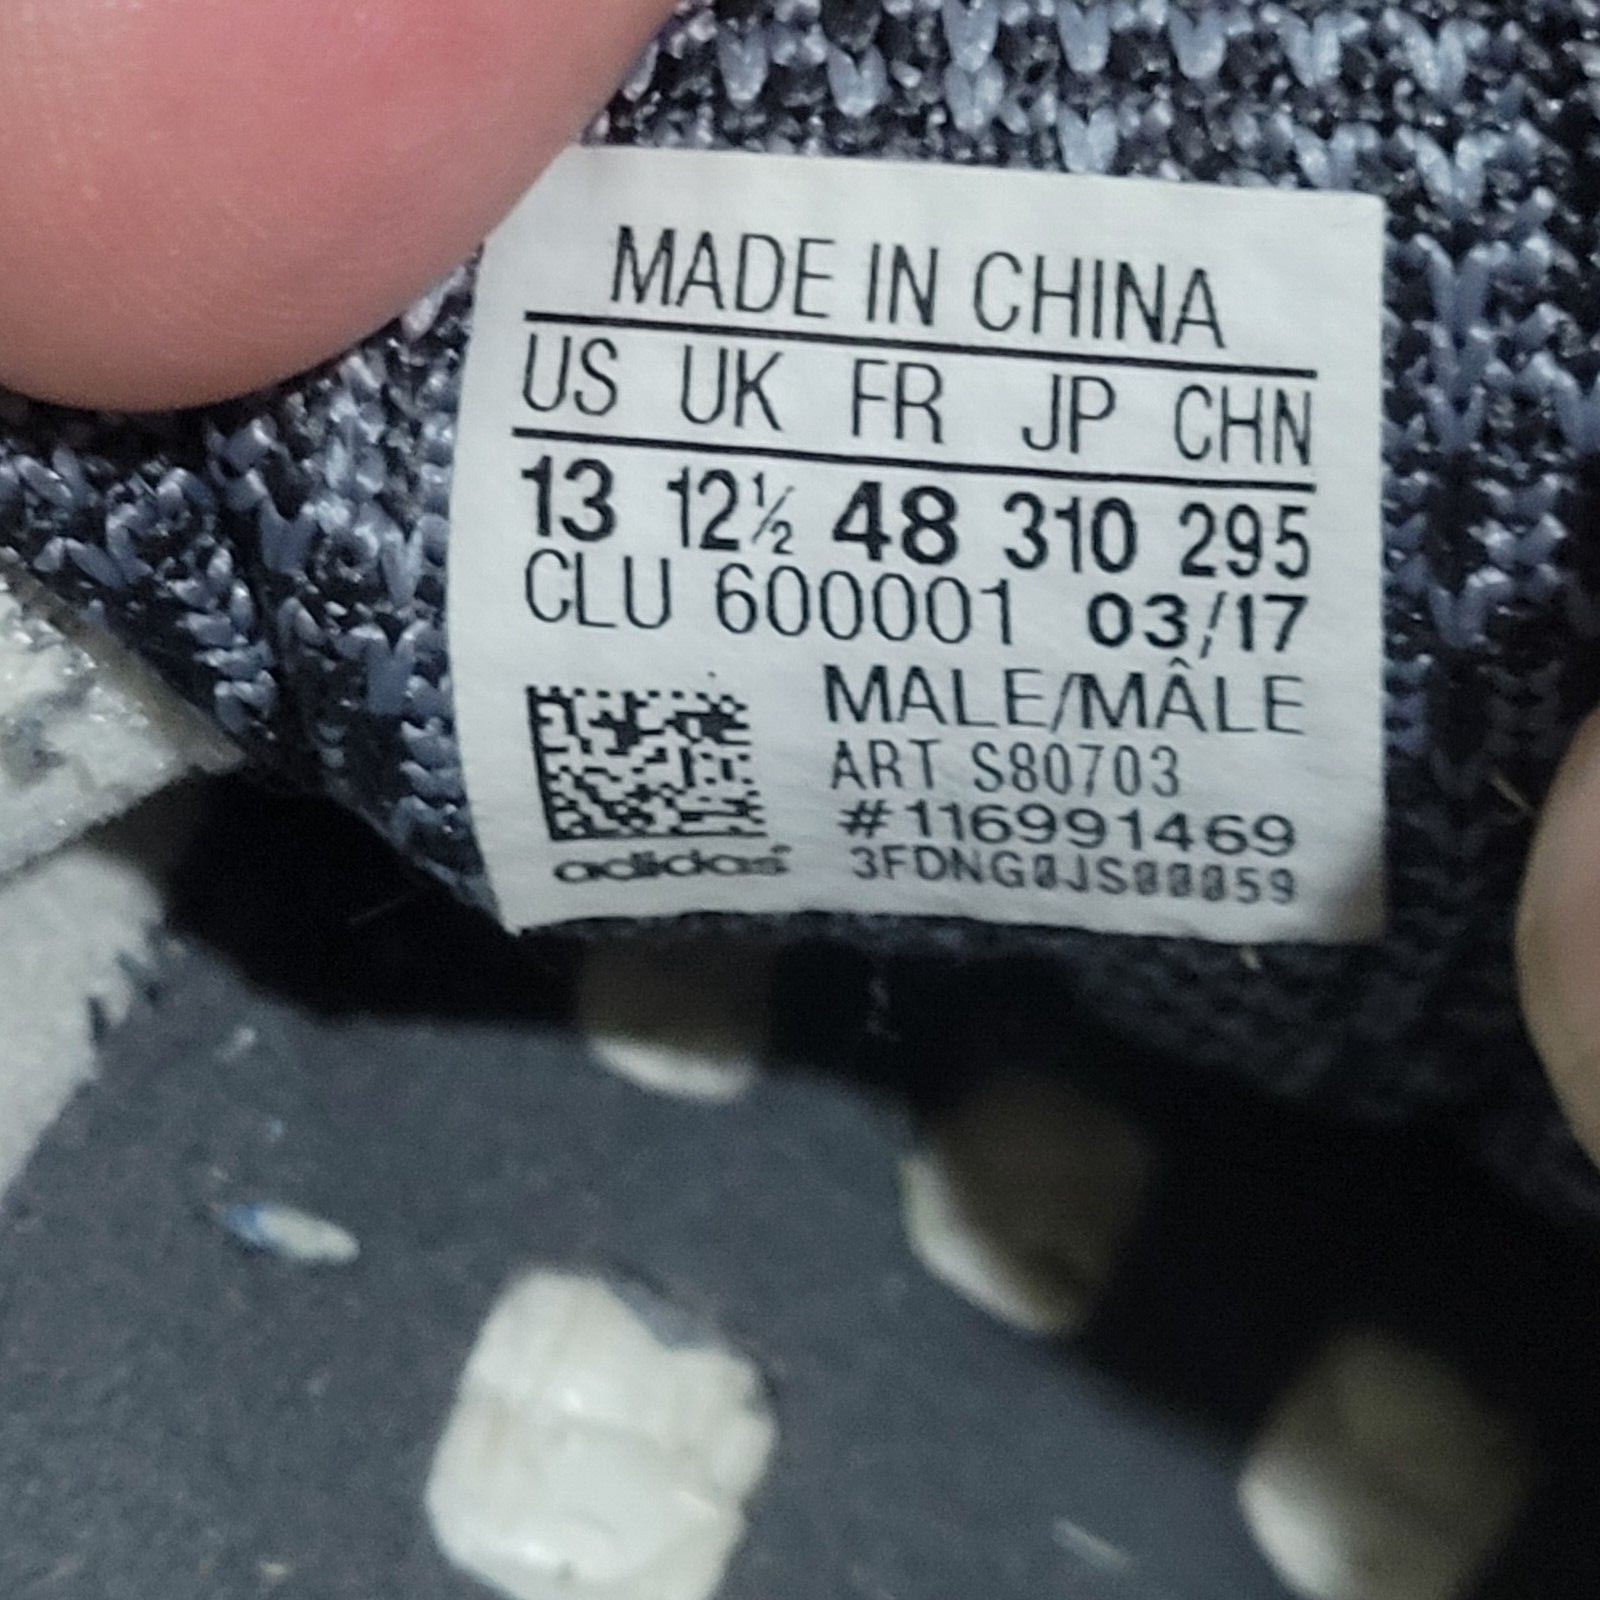 MADE IN CHINA
US UK FR JP CHN
13 12½ 48 310 295
CLU 600001 03/17
MALE/MÂLE
ART S80703
#116991469
adidas
3FDNG0JS00059